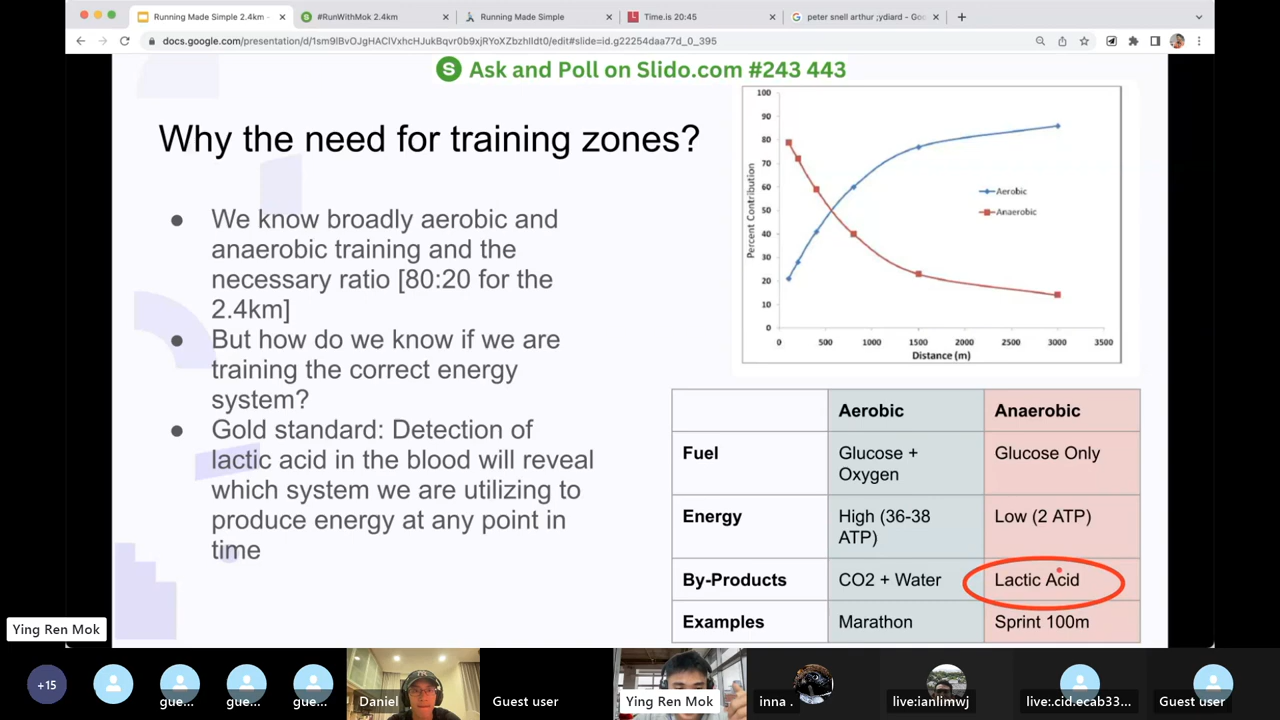 Running Made Simple 2.4km -
#RunWithMok 2.4km
Running Made Simple
Time.is 20:45
peter snell arthur ;ydiard - Goo
docs.google.com/presentation/d/1sm9lBvOJgHAClVxhcHJukBqvr0b9xjRYoXZbzhlIdt0/edit#slide=id.g22254daa77d_0_395
S Ask and Poll on Slido.com #243 443
Why the need for training zones?
● We know broadly aerobic and
anaerobic training and the
necessary ratio [80:20 for the
2.4km]
● But how do we know if we are
training the correct energy
system?
● Gold standard: Detection of
lactic acid in the blood will reveal
which system we are utilizing to
produce energy at any point in
time
Percent Contribution
100
90
80
70
60
50
40
30
20
10
0
0 500 1000 1500 2000 2500 3000 3500
Distance (m)
Aerobic
Anaerobic
Aerobic Anaerobic
Fuel Glucose + Oxygen Glucose Only
Energy High (36-38 ATP) Low (2 ATP)
By-Products CO2 + Water Lactic Acid
Examples Marathon Sprint 100m
Ying Ren Mok
+15
gue...
gue...
gue...
Daniel
Guest user
Ying Ren Mok
inna .
live:ianlimwj
live:.cid.ecab33...
Guest user